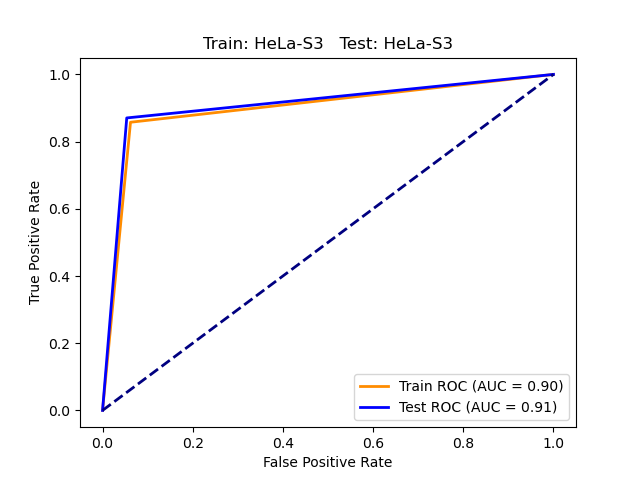 Train: HeLa-S3   Test: HeLa-S3
True Positive Rate
1.0
0.8
0.6
0.4
0.2
0.0
0.0 0.2 0.4 0.6 0.8 1.0
False Positive Rate
Train ROC (AUC = 0.90)
Test ROC (AUC = 0.91)